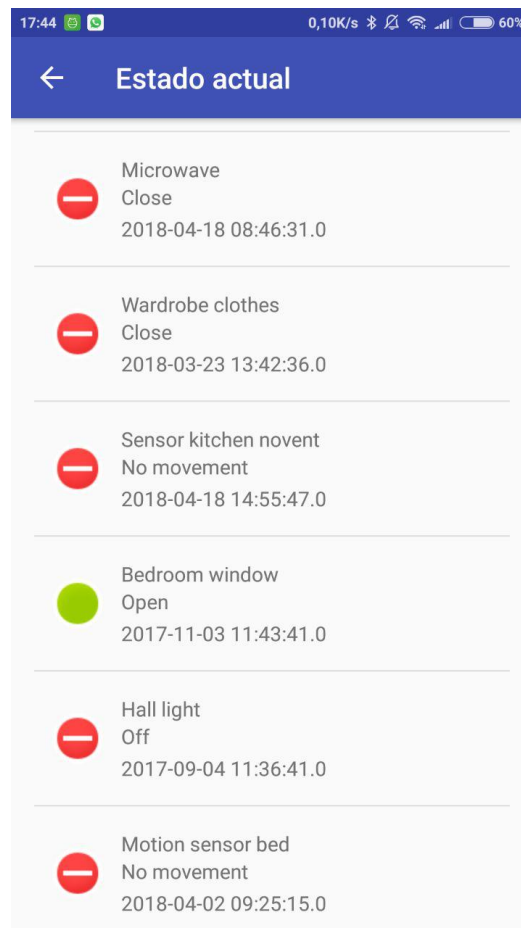 17:44 0,10K/s 60%
Estado actual
Microwave
Close
2018-04-18 08:46:31.0
Wardrobe clothes
Close
2018-03-23 13:42:36.0
Sensor kitchen novent
No movement
2018-04-18 14:55:47.0
Bedroom window
Open
2017-11-03 11:43:41.0
Hall light
Off
2017-09-04 11:36:41.0
Motion sensor bed
No movement
2018-04-02 09:25:15.0